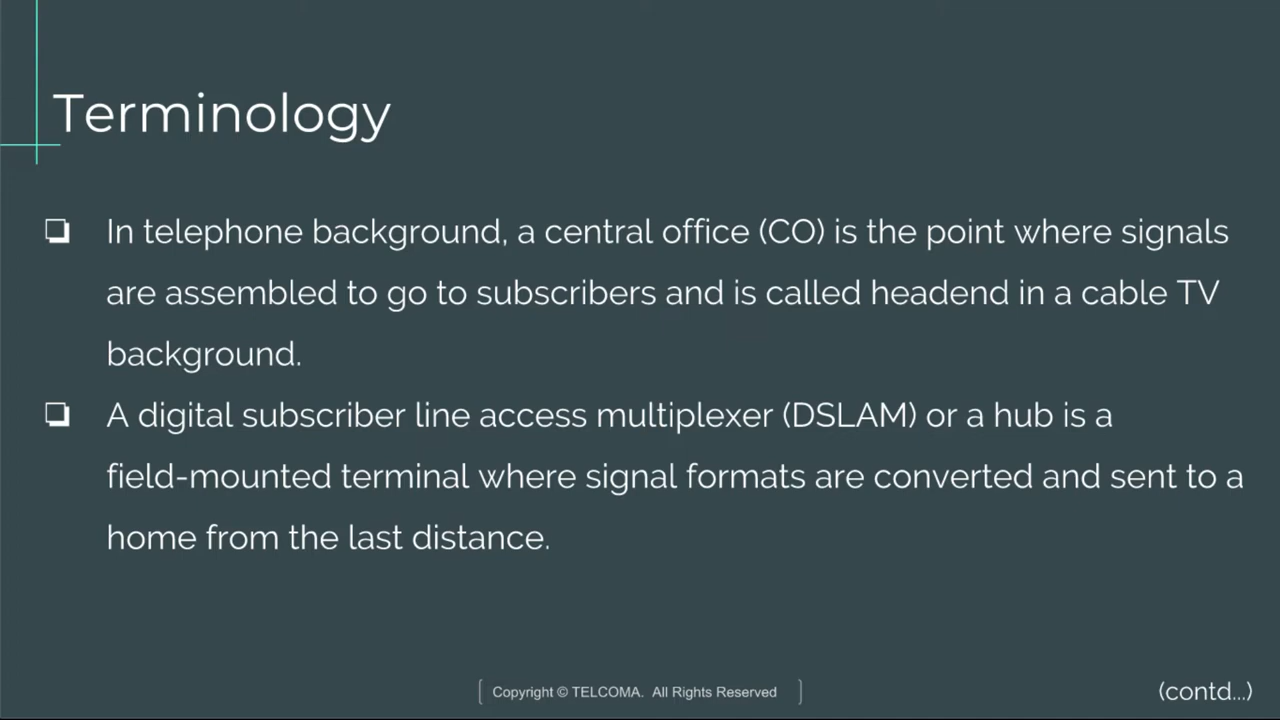 Terminology
❏ In telephone background, a central office (CO) is the point where signals
are assembled to go to subscribers and is called headend in a cable TV
background.
❏ A digital subscriber line access multiplexer (DSLAM) or a hub is a
field-mounted terminal where signal formats are converted and sent to a
home from the last distance.
Copyright © TELCOMA. All Rights Reserved
(contd...)